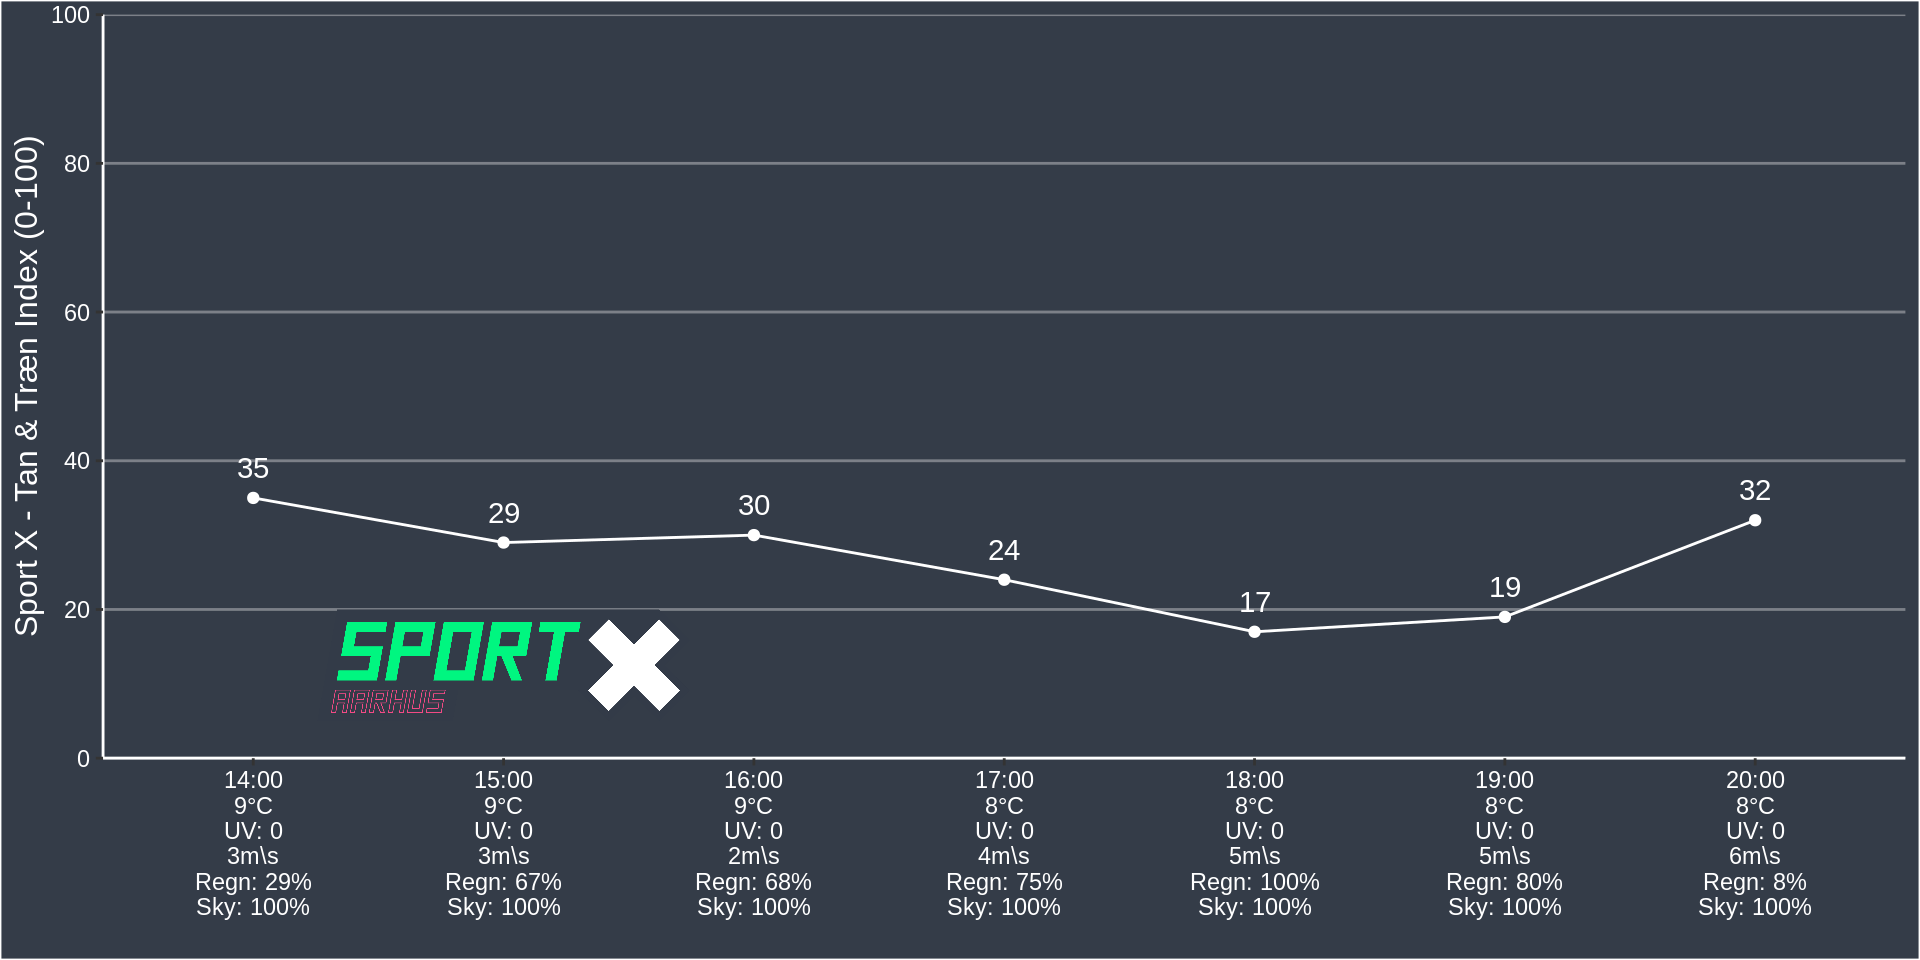 Sport X - Tan & Træn Index (0-100)
100
80
60
40
20
0
35
29
30
24
17
19
32
SPORT X
AARHUS
14:00 15:00 16:00 17:00 18:00 19:00 20:00
9°C 9°C 9°C 8°C 8°C 8°C 8°C
UV: 0 UV: 0 UV: 0 UV: 0 UV: 0 UV: 0 UV: 0
3m\s 3m\s 2m\s 4m\s 5m\s 5m\s 6m\s
Regn: 29% Regn: 67% Regn: 68% Regn: 75% Regn: 100% Regn: 80% Regn: 8%
Sky: 100% Sky: 100% Sky: 100% Sky: 100% Sky: 100% Sky: 100% Sky: 100%